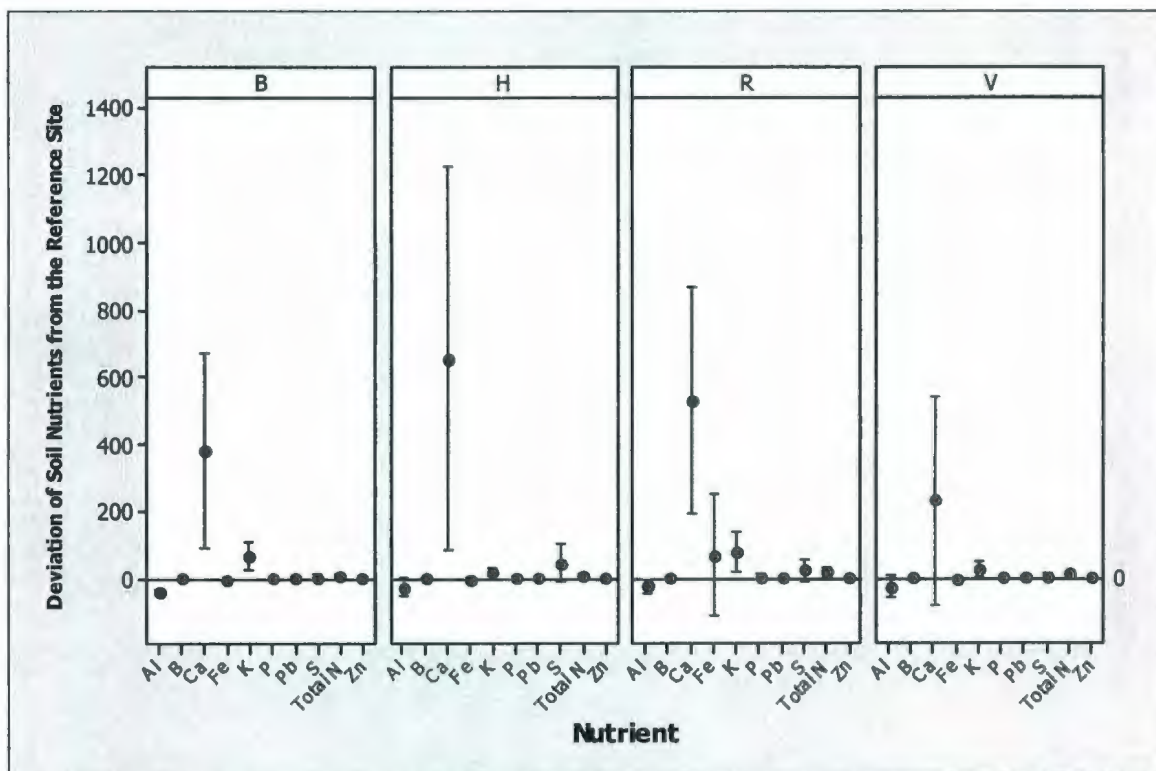 Deviation of Soil Nutrients from the Reference Site
B
H
R
V
1400
1200
1000
800
600
400
200
0
0
Al
B
Ca
Fe
K
P
Pb
S
Total N
Zn
Al
B
Ca
Fe
K
P
Pb
S
Total N
Zn
Al
B
Ca
Fe
K
P
Pb
S
Total N
Zn
Al
B
Ca
Fe
K
P
Pb
S
Total N
Zn
Nutrient